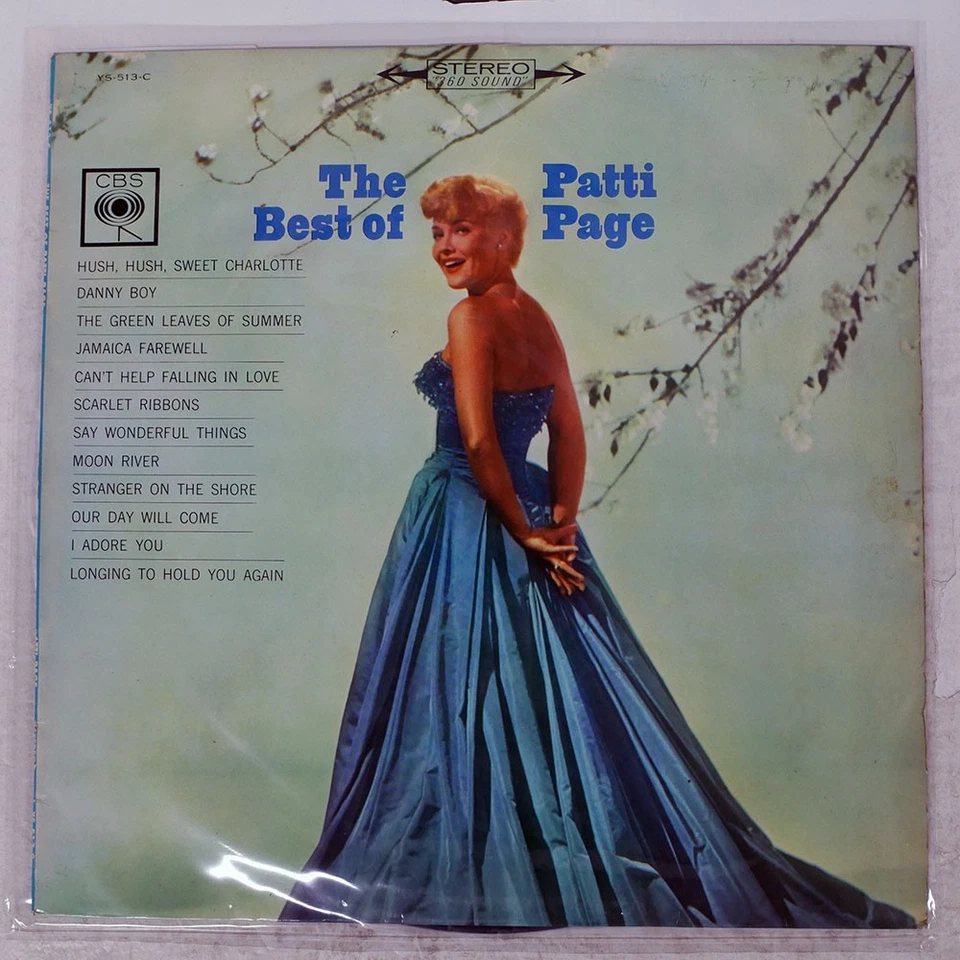 YS-513-C
STEREO
"360 SOUND"
CBS
The Best of
Patti Page
HUSH, HUSH, SWEET CHARLOTTE
DANNY BOY
THE GREEN LEAVES OF SUMMER
JAMAICA FAREWELL
CAN'T HELP FALLING IN LOVE
SCARLET RIBBONS
SAY WONDERFUL THINGS
MOON RIVER
STRANGER ON THE SHORE
OUR DAY WILL COME
I ADORE YOU
LONGING TO HOLD YOU AGAIN